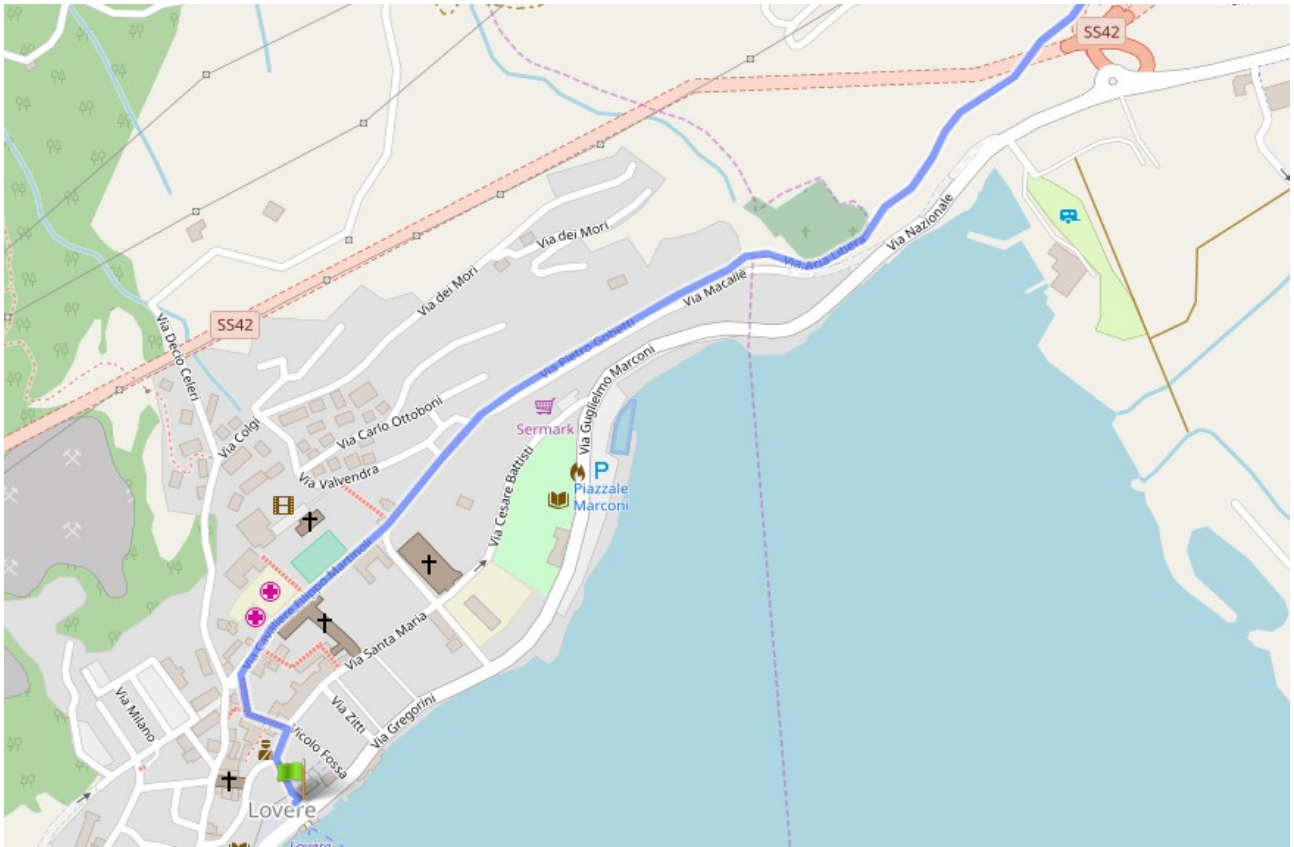 SS42
Via Nazionale
Via Aria Libera
Via dei Mori
Via Macallè
Via dei Mori
SS42
Via Pietro Gobetti
Via Decio Celeri
Via Guglielmo Marconi
Via Carlo Ottoboni
Sermark
Via Colgi
Via Valvendra
Via Cesare Battisti
P
Piazzale
Marconi
Via Cavaliere Filippo Martinoli
Via Santa Maria
Via Milano
Via Zitti
Via Gregorini
Vicolo Fossa
Lovere
Lovere